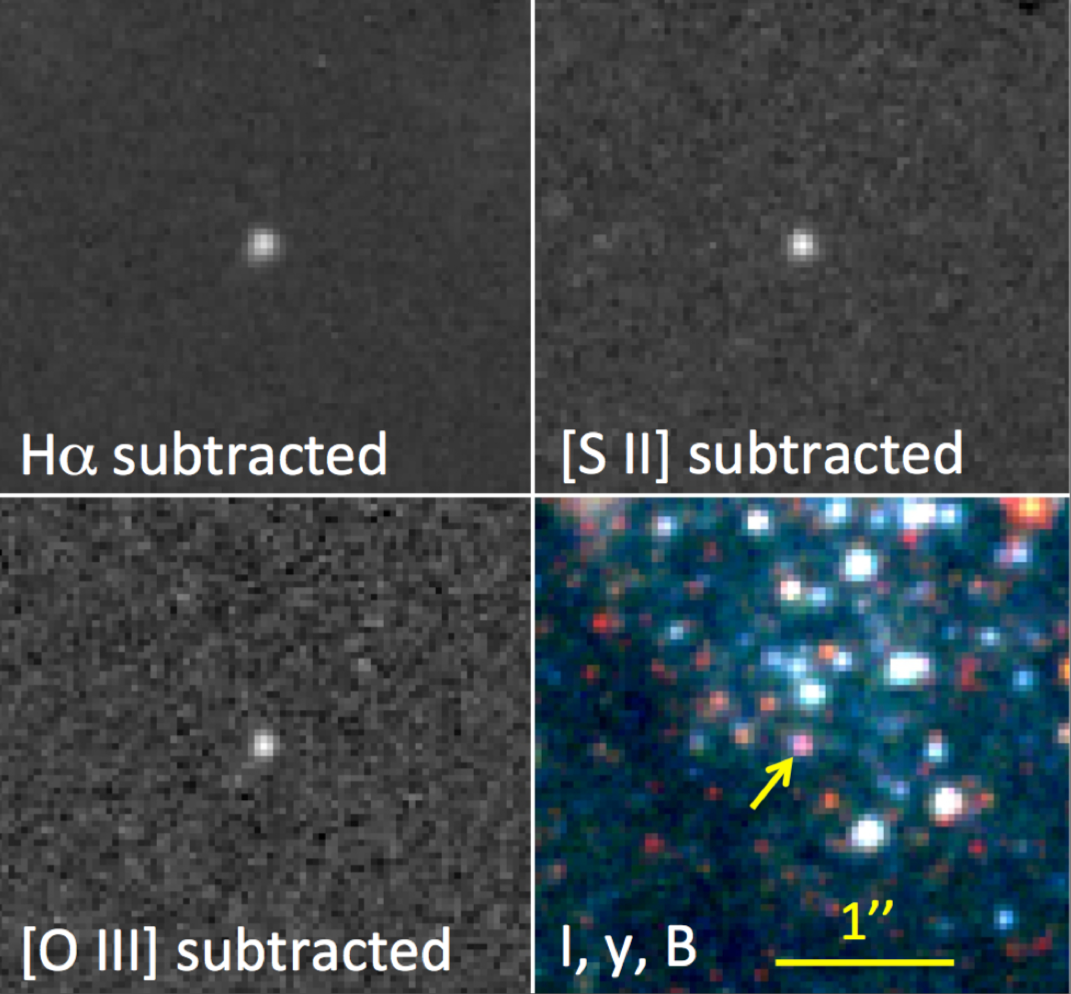 Hα subtracted
[S II] subtracted
[O III] subtracted
I, y, B
1’’